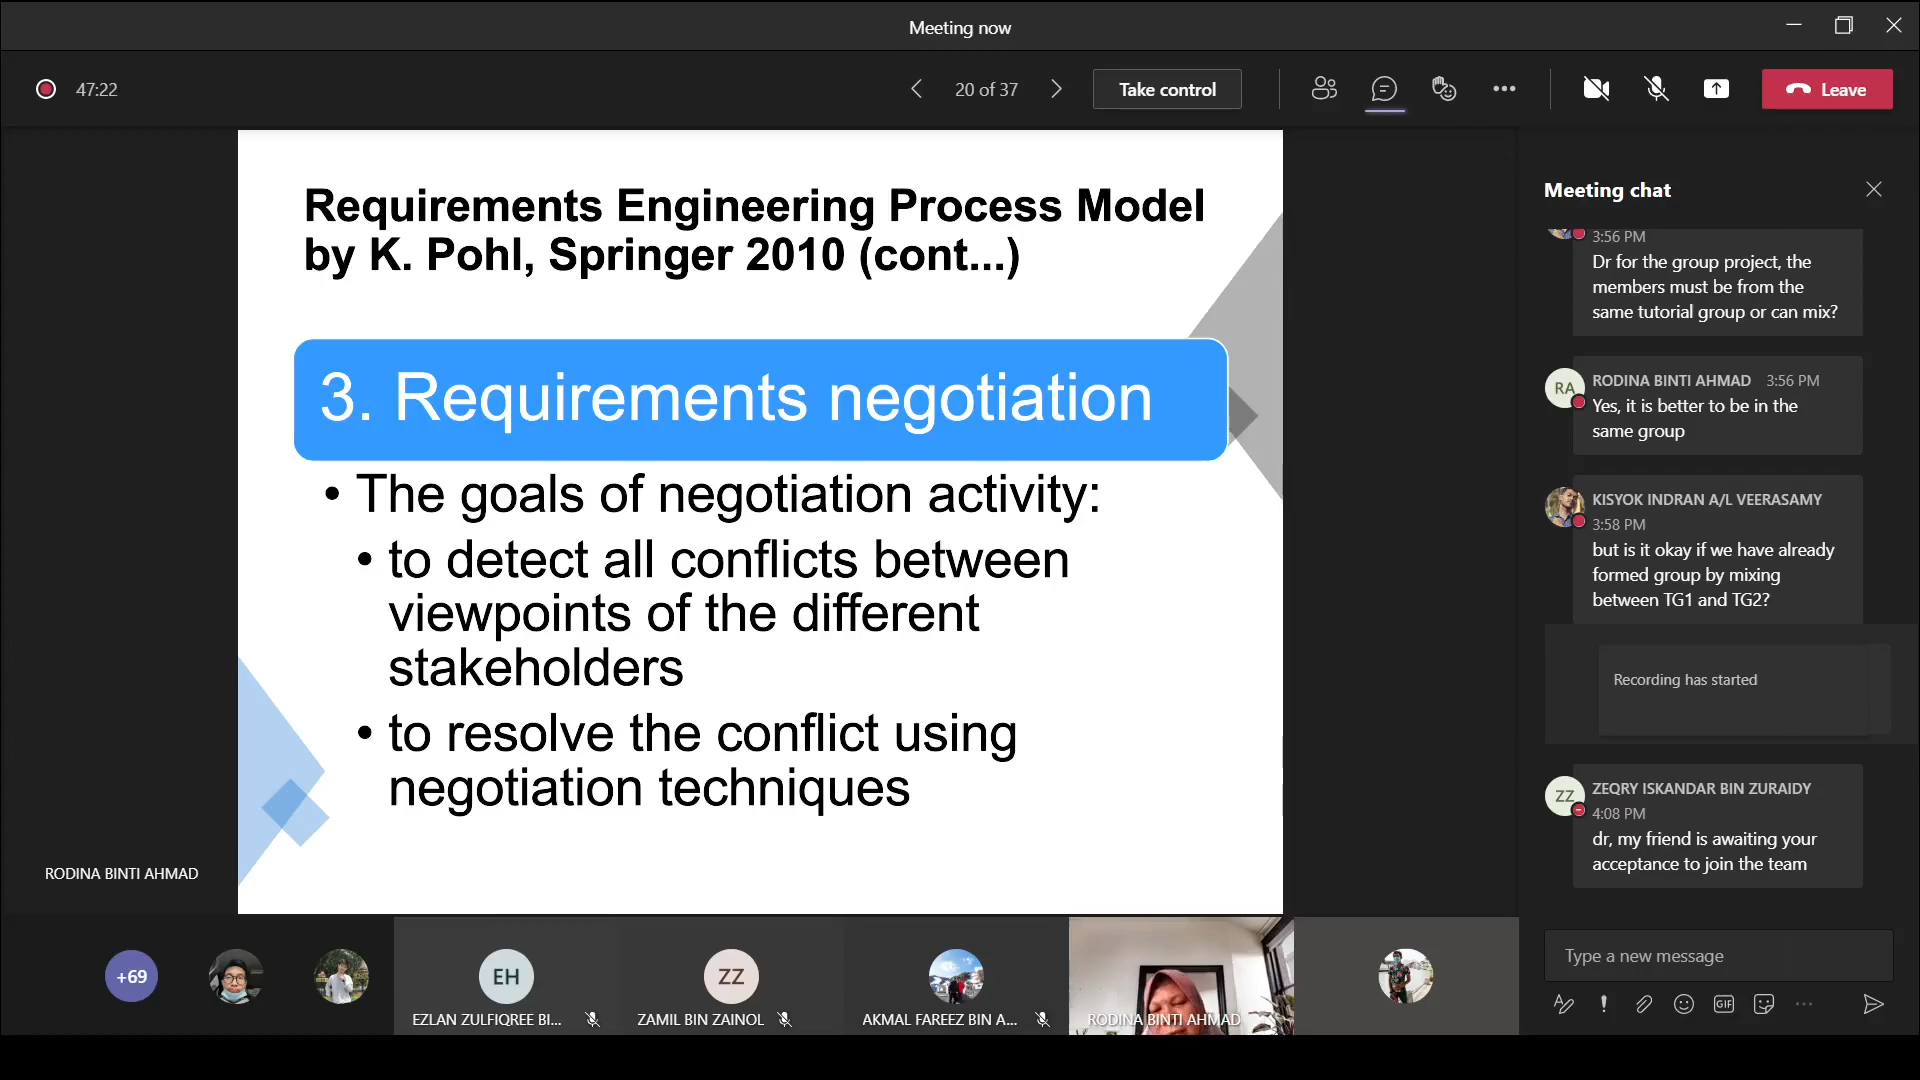 Meeting now
47:22
20 of 37
Take control
Leave
Requirements Engineering Process Model
by K. Pohl, Springer 2010 (cont...)
3. Requirements negotiation
• The goals of negotiation activity:
• to detect all conflicts between
viewpoints of the different
stakeholders
• to resolve the conflict using
negotiation techniques
RODINA BINTI AHMAD
Meeting chat
3:56 PM
Dr for the group project, the
members must be from the
same tutorial group or can mix?
RA
RODINA BINTI AHMAD 3:56 PM
Yes, it is better to be in the
same group
KISYOK INDRAN A/L VEERASAMY
3:58 PM
but is it okay if we have already
formed group by mixing
between TG1 and TG2?
Recording has started
ZZ
ZEQRY ISKANDAR BIN ZURAIDY
4:08 PM
dr, my friend is awaiting your
acceptance to join the team
Type a new message
GIF
+69
EH
EZLAN ZULFIQREE BI...
ZZ
ZAMIL BIN ZAINOL
AKMAL FAREEZ BIN A...
RODINA BINTI AHMAD